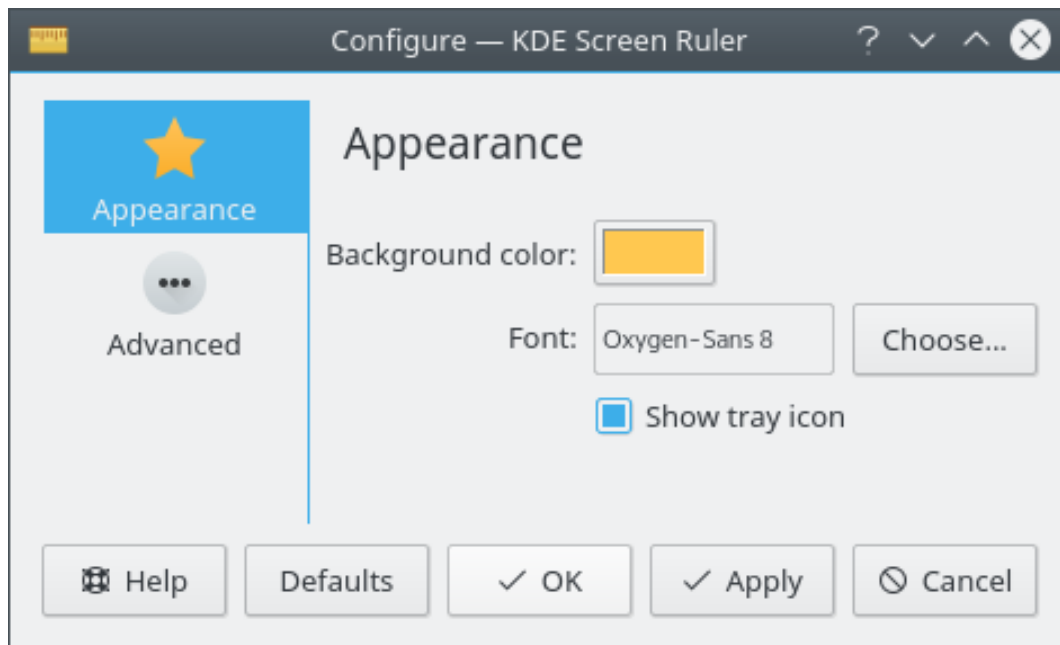 Configure — KDE Screen Ruler
Appearance
Appearance
Background color:
Advanced
Font: Oxygen-Sans 8 Choose...
Show tray icon
Help Defaults OK Apply Cancel